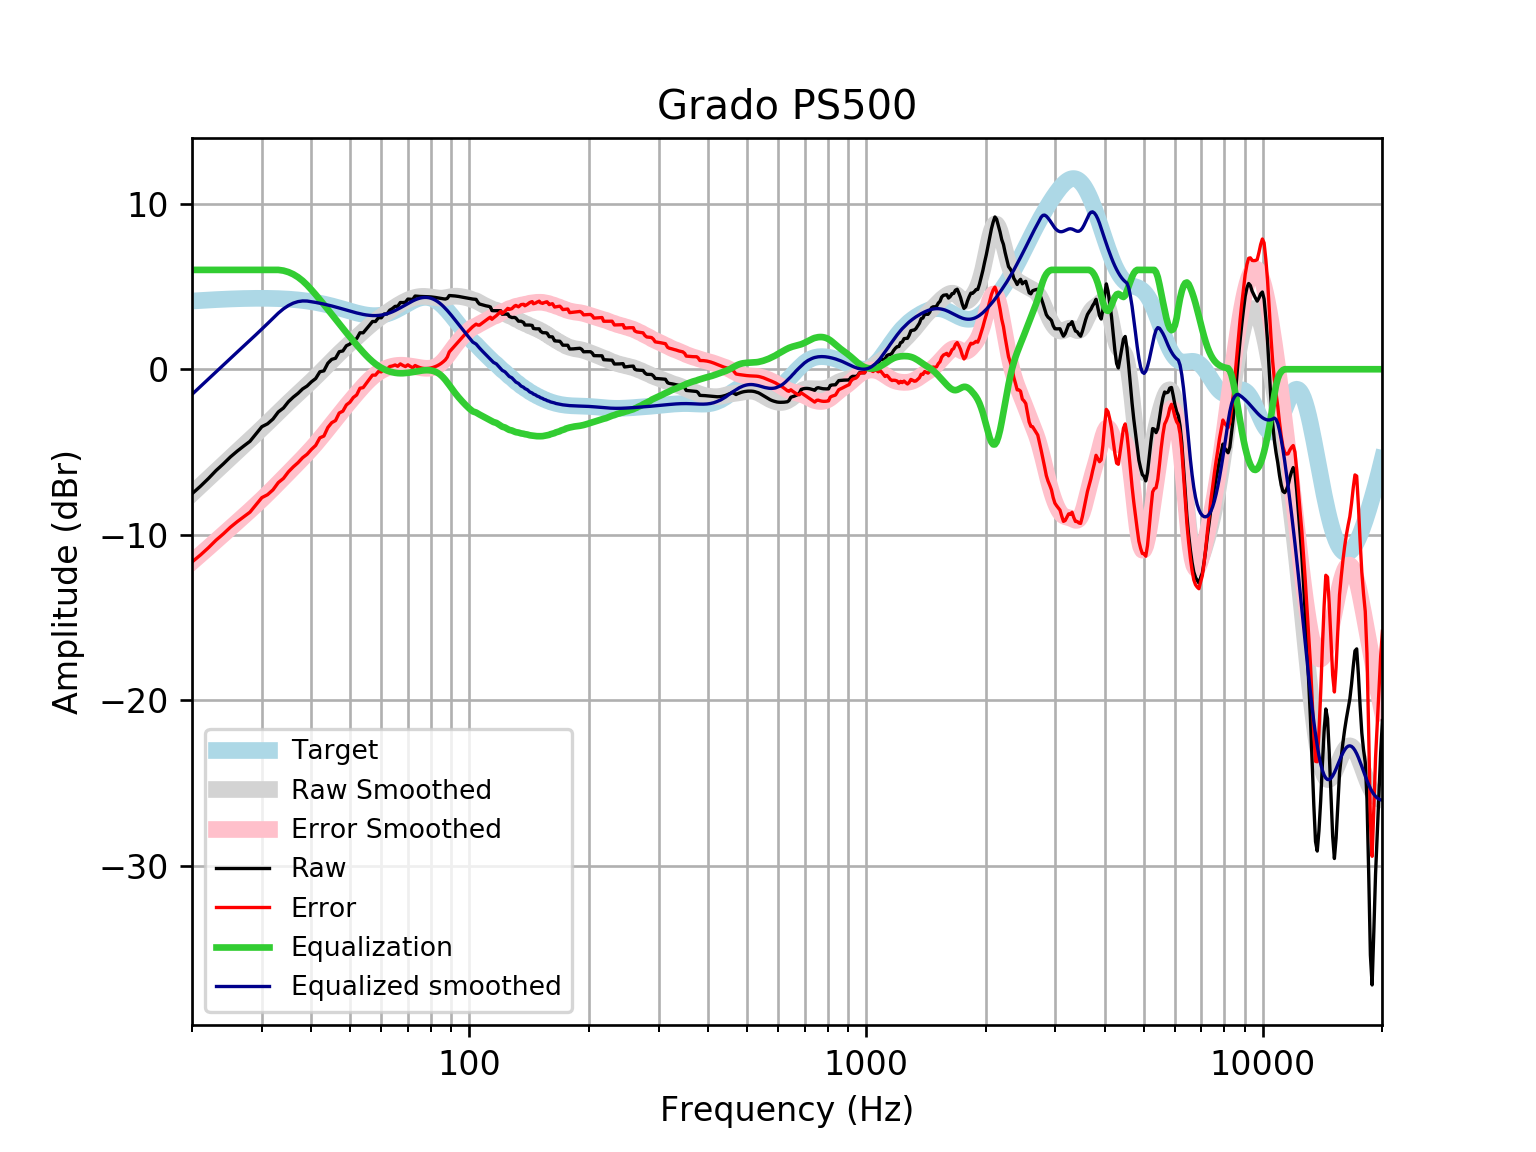 Grado PS500
10
0
−10
−20
−30
Amplitude (dBr)
Target
Raw Smoothed
Error Smoothed
Raw
Error
Equalization
Equalized smoothed
100
1000
10000
Frequency (Hz)